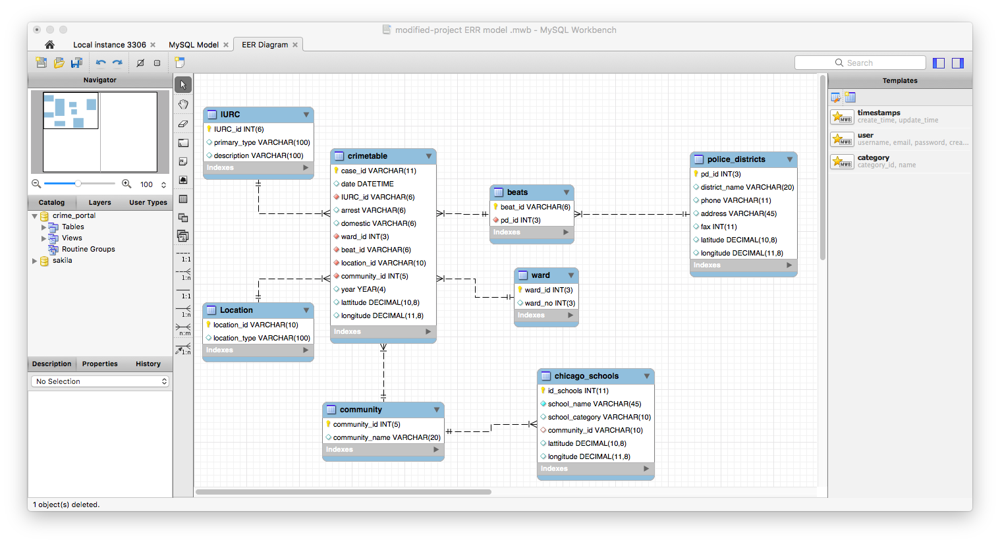 modified-project ERR model .mwb - MySQL Workbench
Local instance 3306
MySQL Model
EER Diagram
Search
Navigator
100
Catalog
Layers
User Types
crime_portal
Tables
Views
Routine Groups
sakila
Description
Properties
History
No Selection
1:1
1:n
1:1
1:n
n:m
1:n
IURC
IURC_id INT(6)
primary_type VARCHAR(100)
description VARCHAR(100)
Indexes
crimetable
case_id VARCHAR(11)
date DATETIME
IURC_id VARCHAR(6)
arrest VARCHAR(6)
domestic VARCHAR(6)
ward_id INT(3)
beat_id VARCHAR(6)
location_id VARCHAR(10)
community_id INT(5)
year YEAR(4)
lattitude DECIMAL(10,8)
longitude DECIMAL(11,8)
Indexes
beats
beat_id VARCHAR(6)
pd_id INT(3)
Indexes
police_districts
pd_id INT(3)
district_name VARCHAR(20)
phone VARCHAR(11)
address VARCHAR(45)
fax INT(11)
latitude DECIMAL(10,8)
longitude DECIMAL(11,8)
Indexes
ward
ward_id INT(3)
ward_no INT(3)
Indexes
Location
location_id VARCHAR(10)
location_type VARCHAR(100)
Indexes
chicago_schools
id_schools INT(11)
school_name VARCHAR(45)
school_category VARCHAR(10)
community_id VARCHAR(10)
lattitude DECIMAL(10,8)
longitude DECIMAL(11,8)
Indexes
community
community_id INT(5)
community_name VARCHAR(20)
Indexes
Templates
MWB
timestamps
create_time, update_time
MWB
user
username, email, password, crea...
MWB
category
category_id, name
1 object(s) deleted.